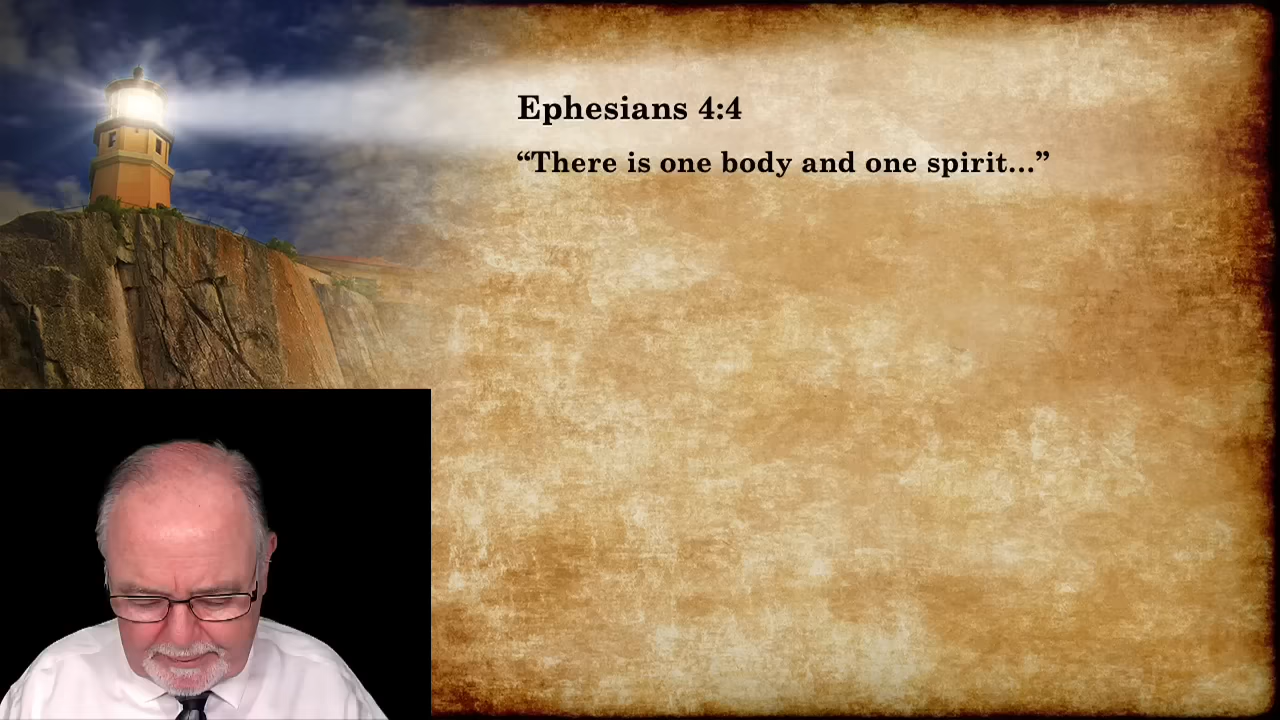 Ephesians 4:4
“There is one body and one spirit...”